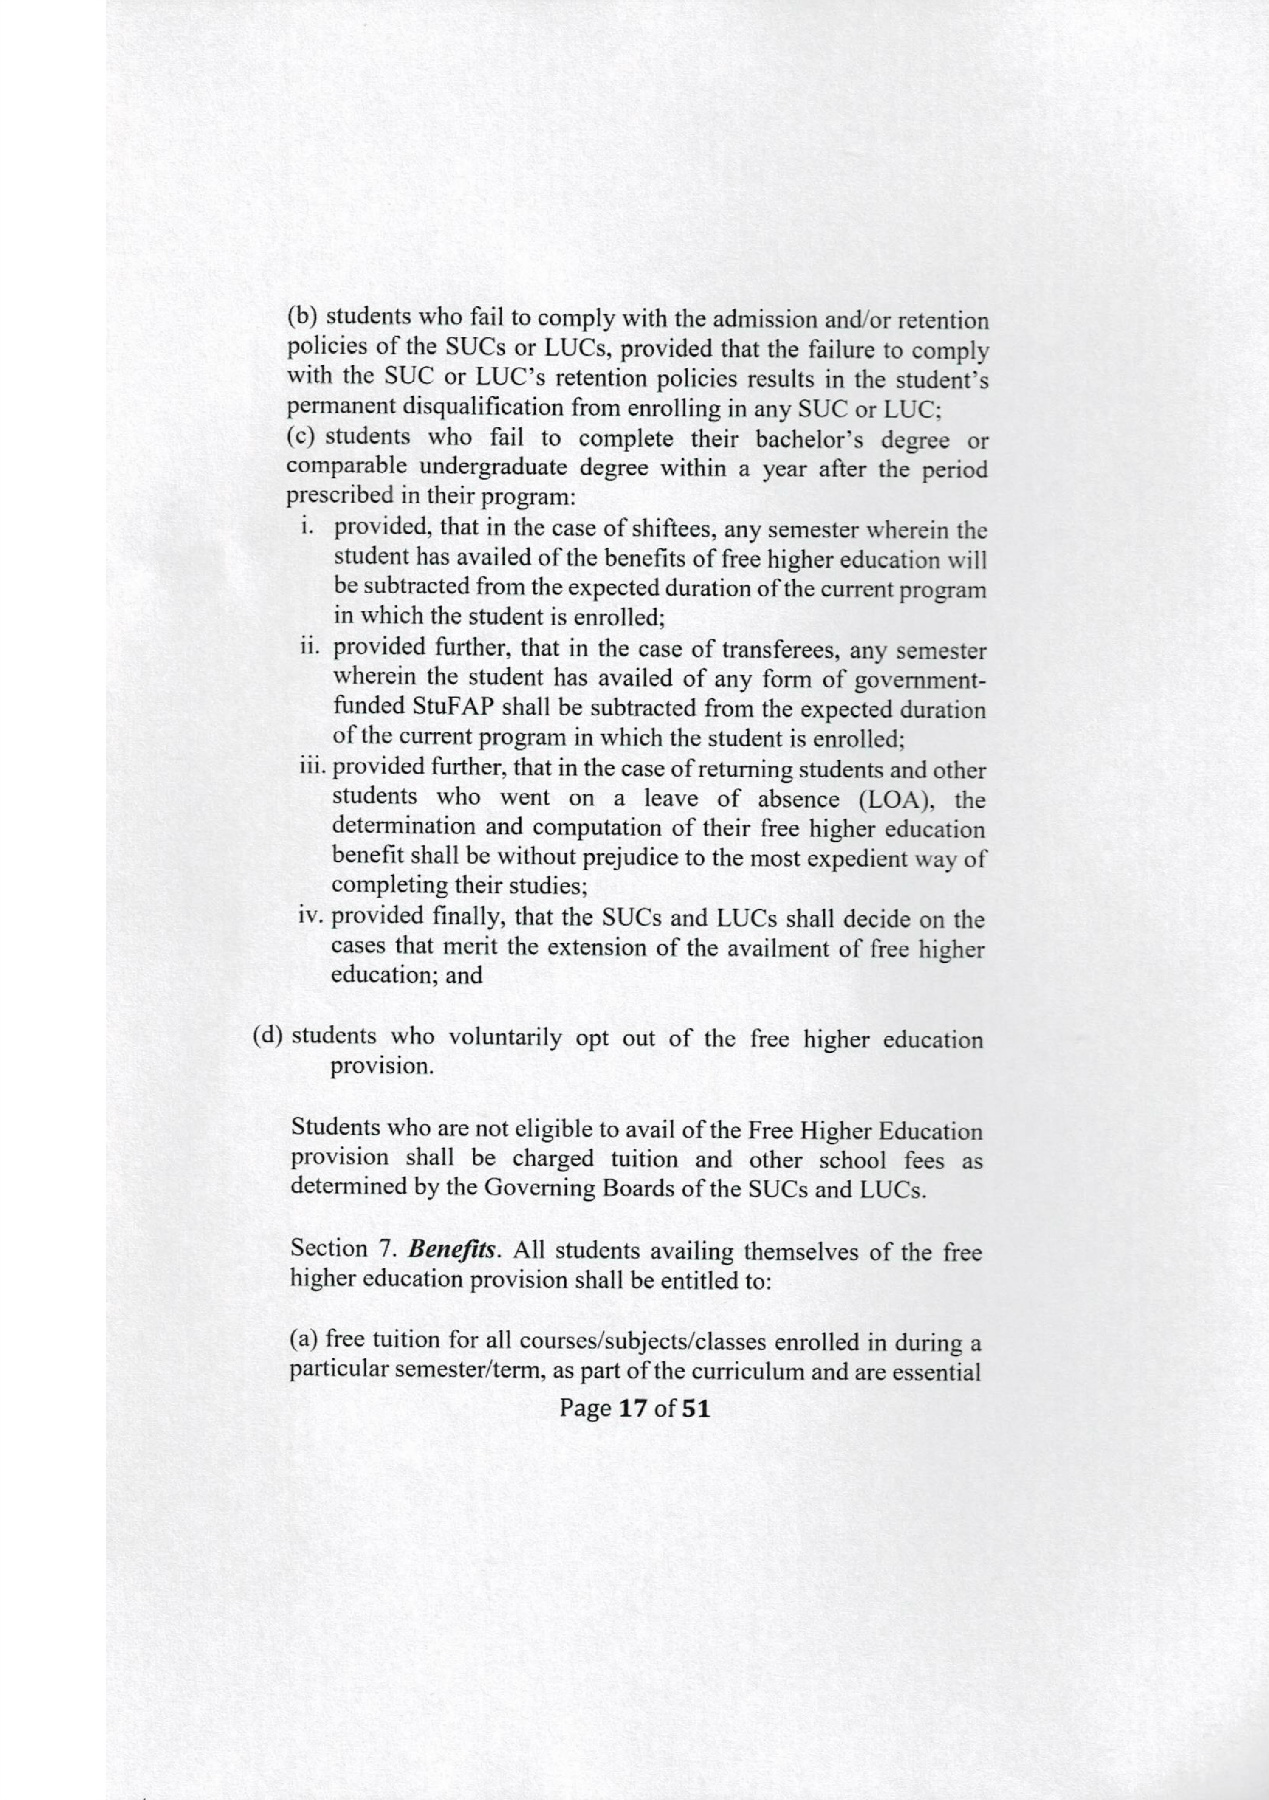 (b) students who fail to comply with the admission and/or retention
policies of the SUCs or LUCs, provided that the failure to comply
with the SUC or LUC's retention policies results in the student's
permanent disqualification from enrolling in any SUC or LUC;
(c) students who fail to complete their bachelor's degree or
comparable undergraduate degree within a year after the period
prescribed in their program:
i. provided, that in the case of shiftees, any semester wherein the
student has availed of the benefits of free higher education will
be subtracted from the expected duration of the current program
in which the student is enrolled;
ii. provided further, that in the case of transferees, any semester
wherein the student has availed of any form of government-
funded StuFAP shall be subtracted from the expected duration
of the current program in which the student is enrolled;
iii. provided further, that in the case of returning students and other
students who went on a leave of absence (LOA), the
determination and computation of their free higher education
benefit shall be without prejudice to the most expedient way of
completing their studies;
iv. provided finally, that the SUCs and LUCs shall decide on the
cases that merit the extension of the availment of free higher
education; and
(d) students who voluntarily opt out of the free higher education
provision.
Students who are not eligible to avail of the Free Higher Education
provision shall be charged tuition and other school fees as
determined by the Governing Boards of the SUCs and LUCs.
Section 7. Benefits. All students availing themselves of the free
higher education provision shall be entitled to:
(a) free tuition for all courses/subjects/classes enrolled in during a
particular semester/term, as part of the curriculum and are essential
Page 17 of 51